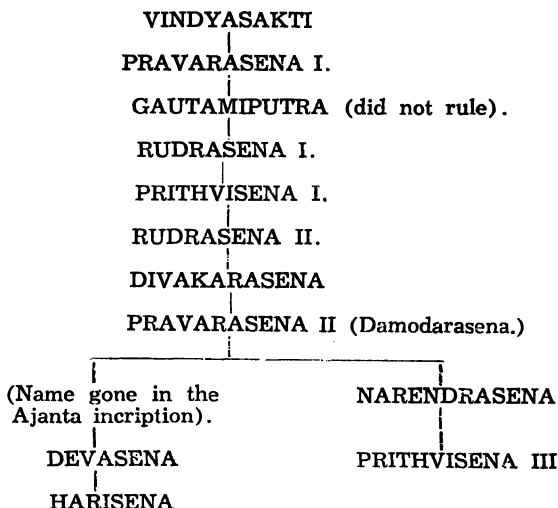 VINDYASAKTI
PRAVARASENA I.
GAUTAMIPUTRA (did not rule).
RUDRASENA I.
PRITHVISENA I.
RUDRASENA II.
DIVAKARASENA
PRAVARASENA II (Damodarasena.)
(Name gone in the
Ajanta incription).
NARENDRASENA
DEVASENA
PRITHVISENA III
HARISENA